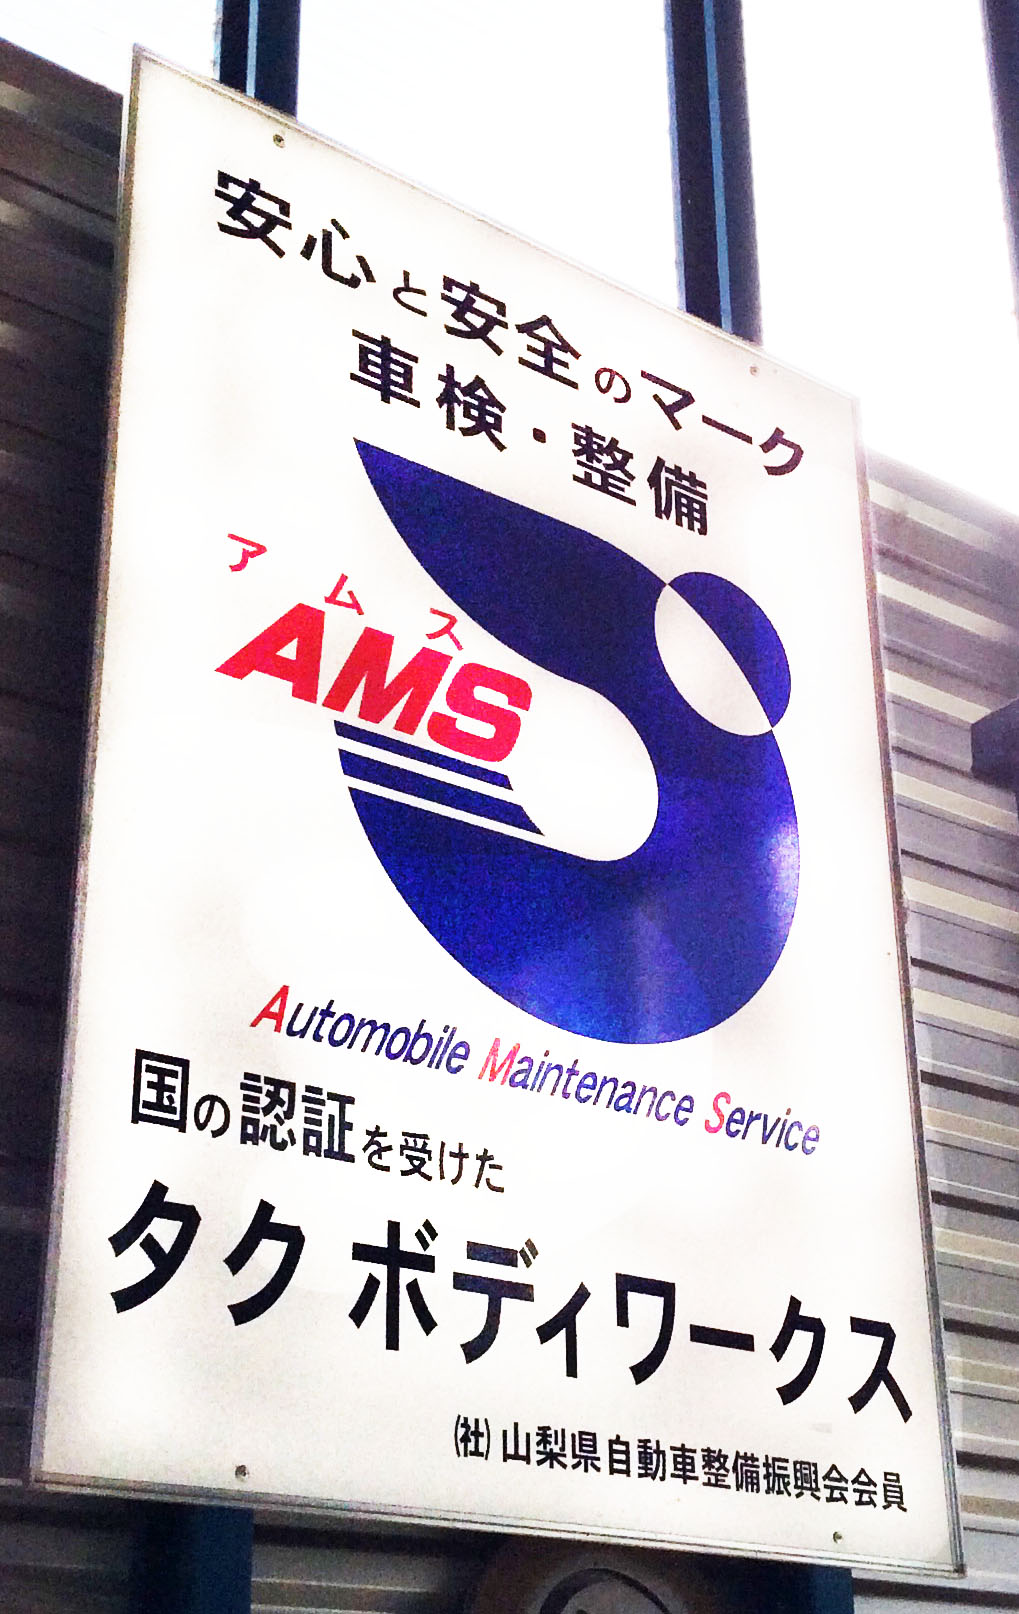 安心と安全のマーク
車検・整備
アムス
AMS
Automobile Maintenance Service
国の認証を受けた
タク ボディワークス
(社)山梨県自動車整備振興会会員